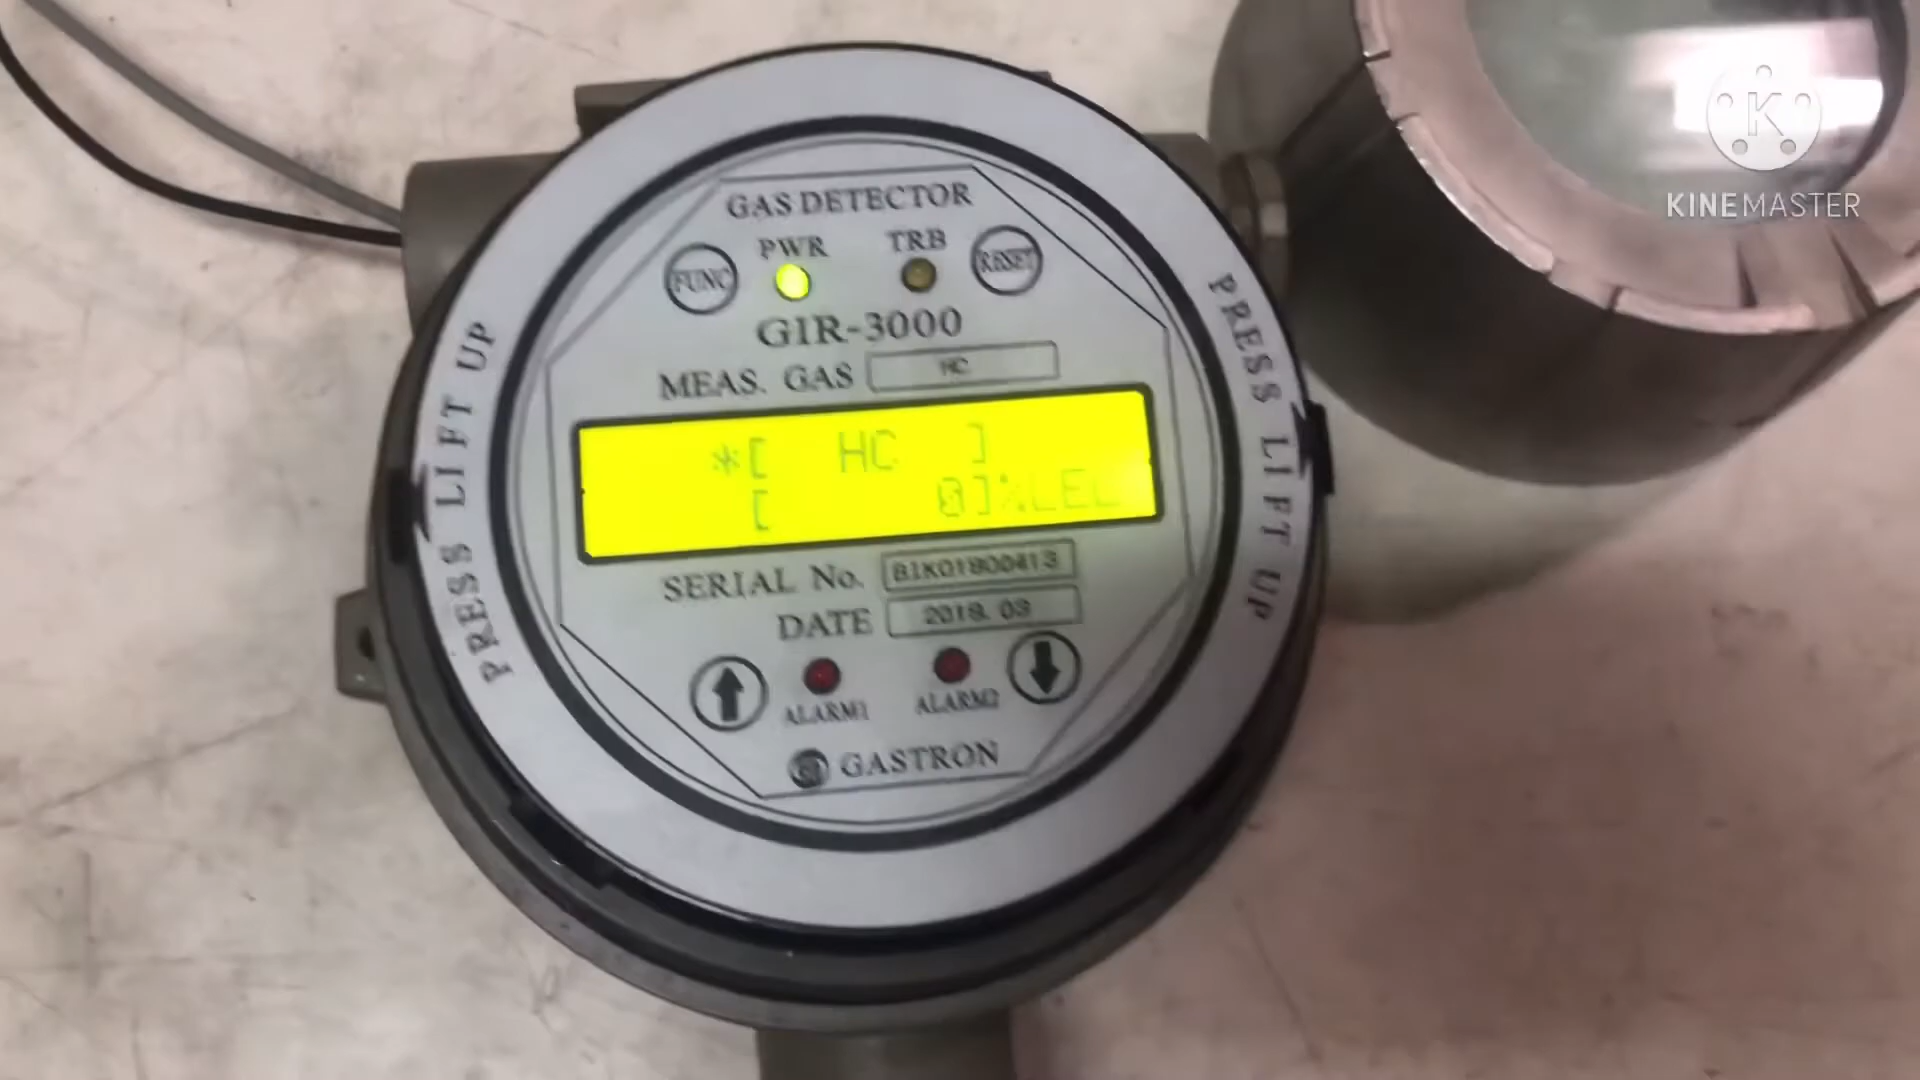 GAS DETECTOR
PWR TRB
FUNC RESET
GIR-3000
MEAS. GAS HC
*[ HC ]
[ 0]%LEL
SERIAL No. B1K01800413
DATE 2018. 03
ALARM1 ALARM2
GASTRON
PRESS LIFT UP
PRESS LIFT UP
K
KINEMASTER